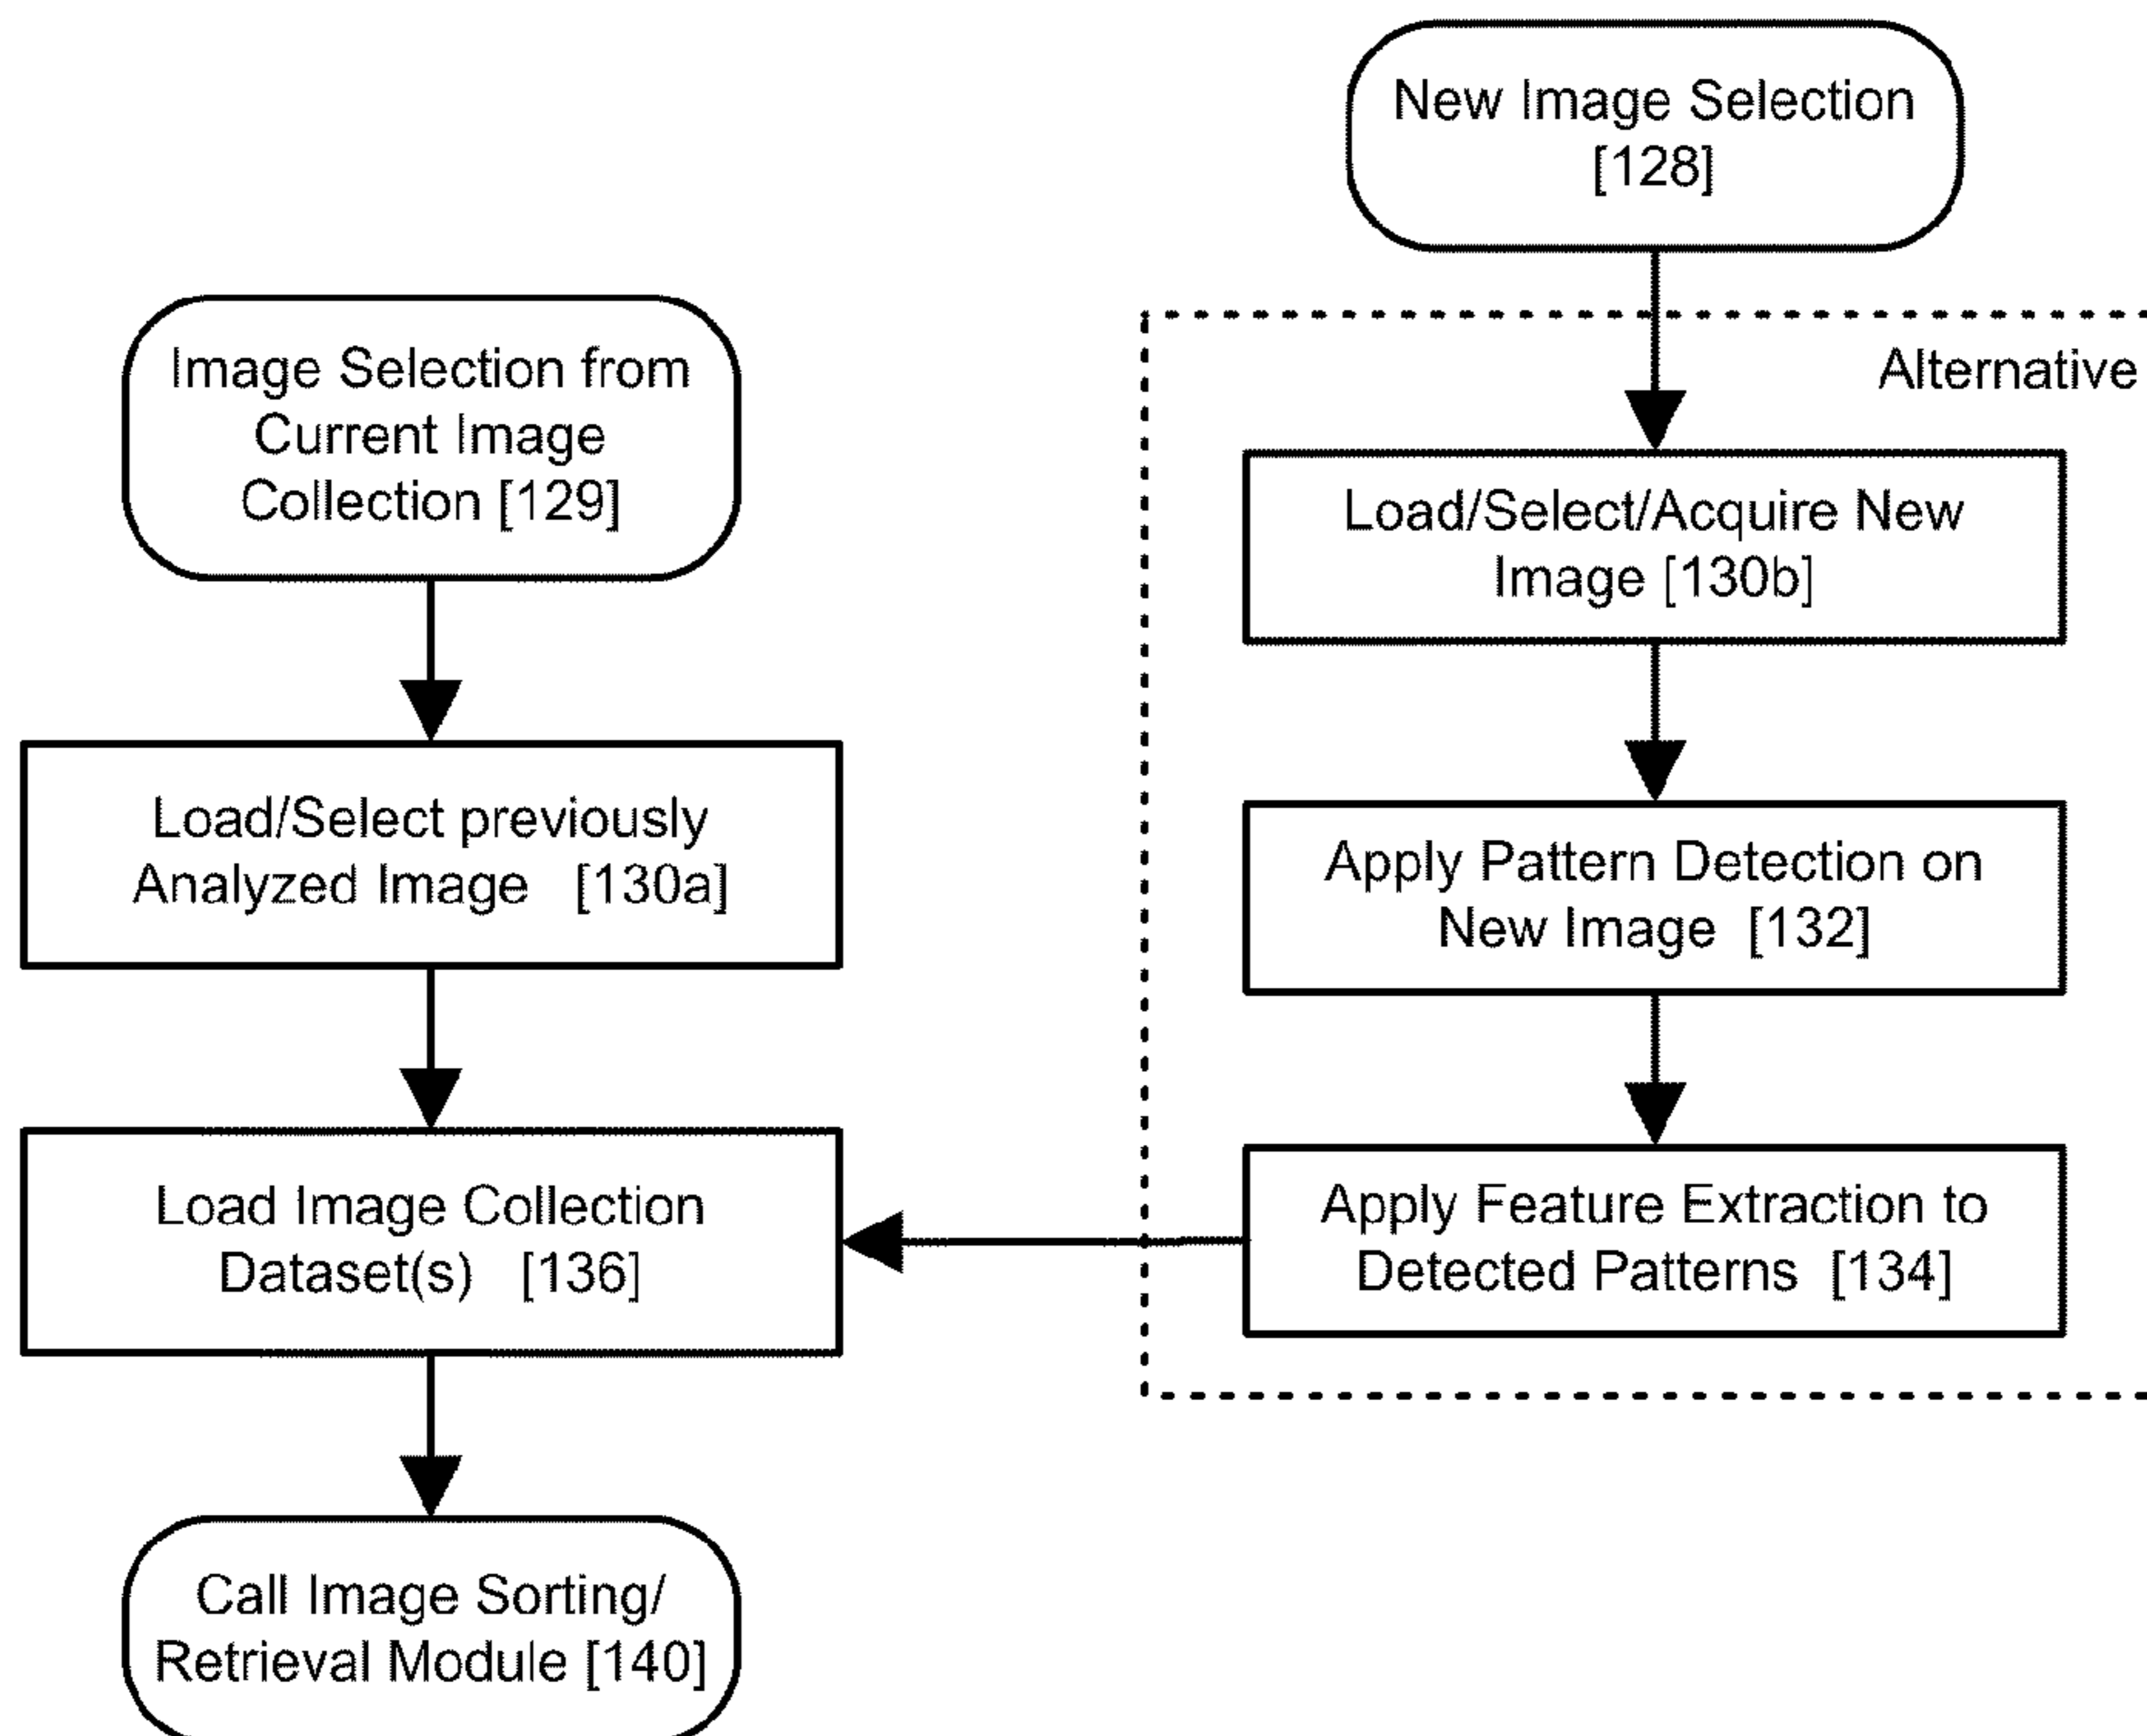 New Image Selection
[128]
Image Selection from
Current Image
Collection [129]
Alternative
Load/Select/Acquire New
Image [130b]
Load/Select previously
Analyzed Image [130a]
Apply Pattern Detection on
New Image [132]
Load Image Collection
Dataset(s) [136]
Apply Feature Extraction to
Detected Patterns [134]
Call Image Sorting/
Retrieval Module [140]